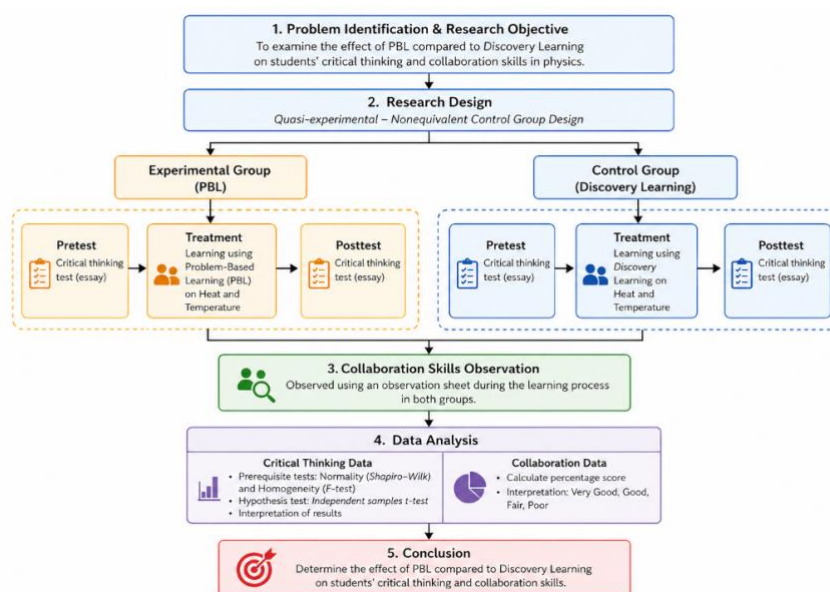 1. Problem Identification & Research Objective
To examine the effect of PBL compared to Discovery Learning
on students' critical thinking and collaboration skills in physics.
2. Research Design
Quasi-experimental – Nonequivalent Control Group Design
Experimental Group
(PBL)
Control Group
(Discovery Learning)
Pretest
Critical thinking
test (essay)
Treatment
Learning using
Problem-Based
Learning (PBL)
on Heat and
Temperature
Posttest
Critical thinking
test (essay)
Pretest
Critical thinking
test (essay)
Treatment
Learning using
Discovery
Learning on
Heat and
Temperature
Posttest
Critical thinking
test (essay)
3. Collaboration Skills Observation
Observed using an observation sheet during the learning process
in both groups.
4. Data Analysis
Critical Thinking Data
• Prerequisite tests: Normality (Shapiro–Wilk)
and Homogeneity (F-test)
• Hypothesis test: Independent samples t-test
• Interpretation of results
Collaboration Data
• Calculate percentage score
• Interpretation: Very Good, Good,
Fair, Poor
5. Conclusion
Determine the effect of PBL compared to Discovery Learning
on students' critical thinking and collaboration skills.